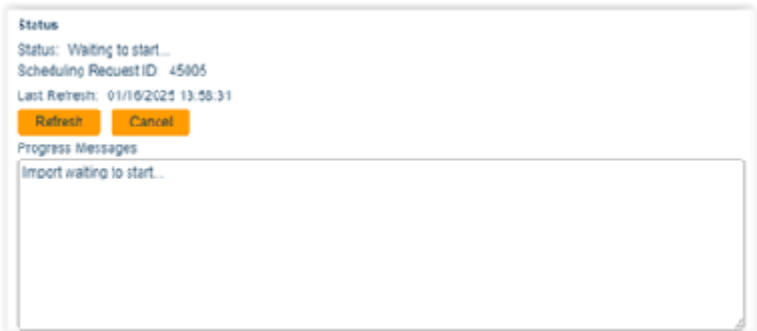 Status
Status: Waiting to start...
Scheduling Request ID 45005
Last Refresh: 01/16/2025 13:58:31
Refresh Cancel
Progress Messages
Import waiting to start...